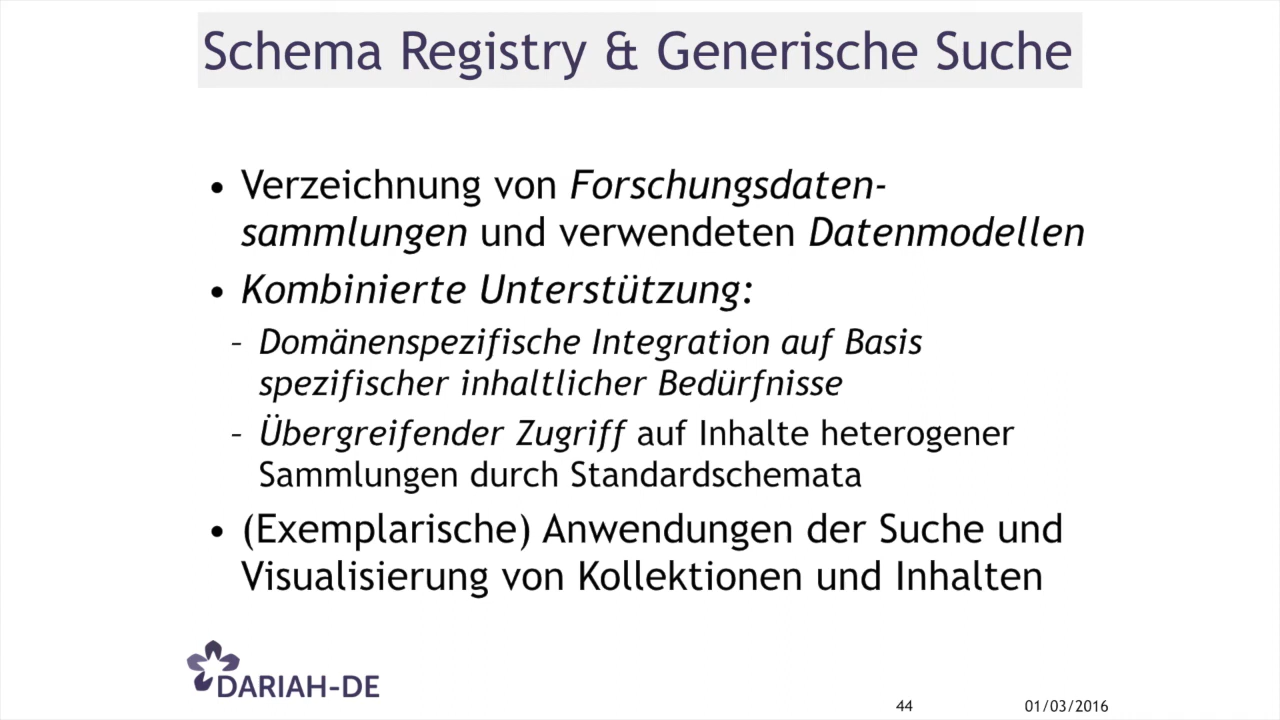 Schema Registry & Generische Suche
• Verzeichnung von Forschungsdaten-
sammlungen und verwendeten Datenmodellen
• Kombinierte Unterstützung:
– Domänenspezifische Integration auf Basis
spezifischer inhaltlicher Bedürfnisse
– Übergreifender Zugriff auf Inhalte heterogener
Sammlungen durch Standardschemata
• (Exemplarische) Anwendungen der Suche und
Visualisierung von Kollektionen und Inhalten
DARIAH-DE
44 01/03/2016